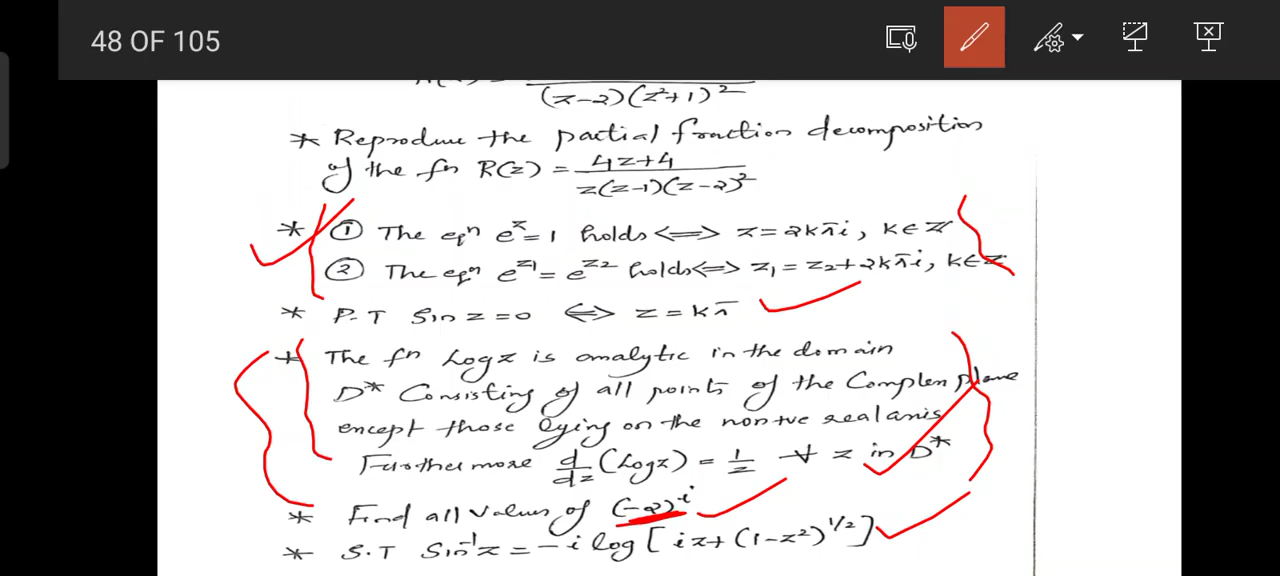 48 OF 105
(z-2)(z²+1)²
* Reproduce the partial fraction decomposition
of the fn R(z) = 4z+4 / z(z-1)(z-2)²
* ① The eqn e^z = 1 holds <=> z = 2kπi, k∈Z
② The eqn e^z1 = e^z2 holds <=> z1 = z2 + 2kπi, k∈Z
* P.T Sin z = 0 <=> z = kπ
* The fn Log z is analytic in the domain
D* Consisting of all points of the Complex plane
except those lying on the non+ve real axis
Further more d/dz (Log z) = 1/z ∀ z in D*
* Find all values of (-2)^i
* S.T Sin⁻¹z = -i log [iz + (1-z²)^1/2]